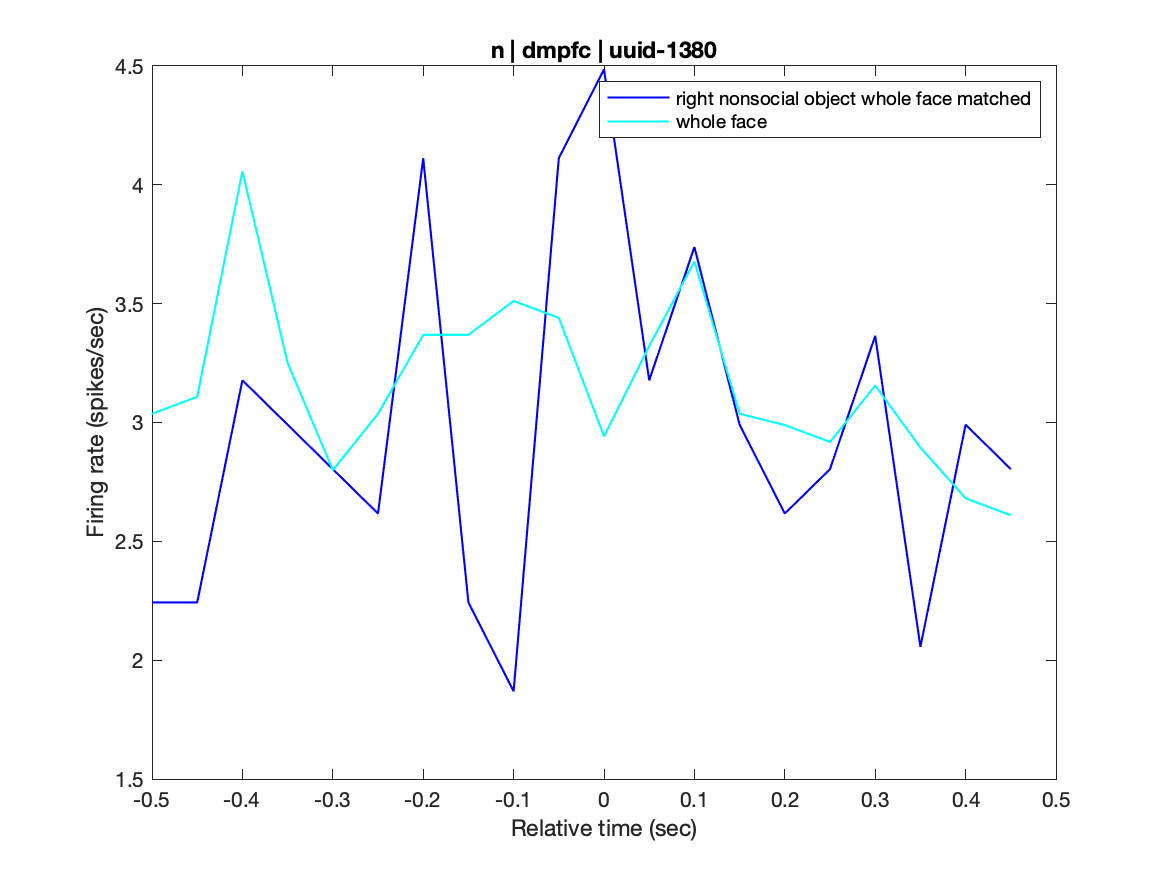 n | dmpfc | uuid-1380
right nonsocial object whole face matched
whole face
4.5
4
3.5
3
2.5
2
1.5
Firing rate (spikes/sec)
-0.5 -0.4 -0.3 -0.2 -0.1 0 0.1 0.2 0.3 0.4 0.5
Relative time (sec)